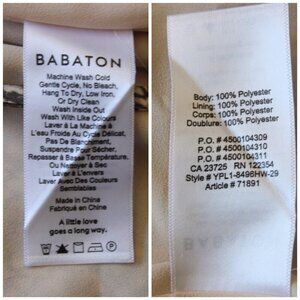 BABATON
Machine Wash Cold
Gentle Cycle, No Bleach,
Hang To Dry, Low Iron,
Or Dry Clean
Wash Inside Out
Wash With Like Colours
Laver À La Machine À
L'eau Froide Au Cycle Délicat,
Pas De Blanchiment,
Suspendre Pour Sécher,
Repasser À Basse Température,
Ou Nettoyer À Sec
Laver À L'envers
Laver Avec Des Couleurs
Semblables
Made in China
Fabriqué en Chine
A little love
goes a long way.
Body: 100% Polyester
Lining: 100% Polyester
Corps: 100% Polyester
Doublure: 100% Polyester
P.O. # 4500104309
P.O. # 4500104310
P.O. # 4500104311
CA 23725 RN 122354
Style # YPL1-8496HW-29
Article # 71891
BABATON